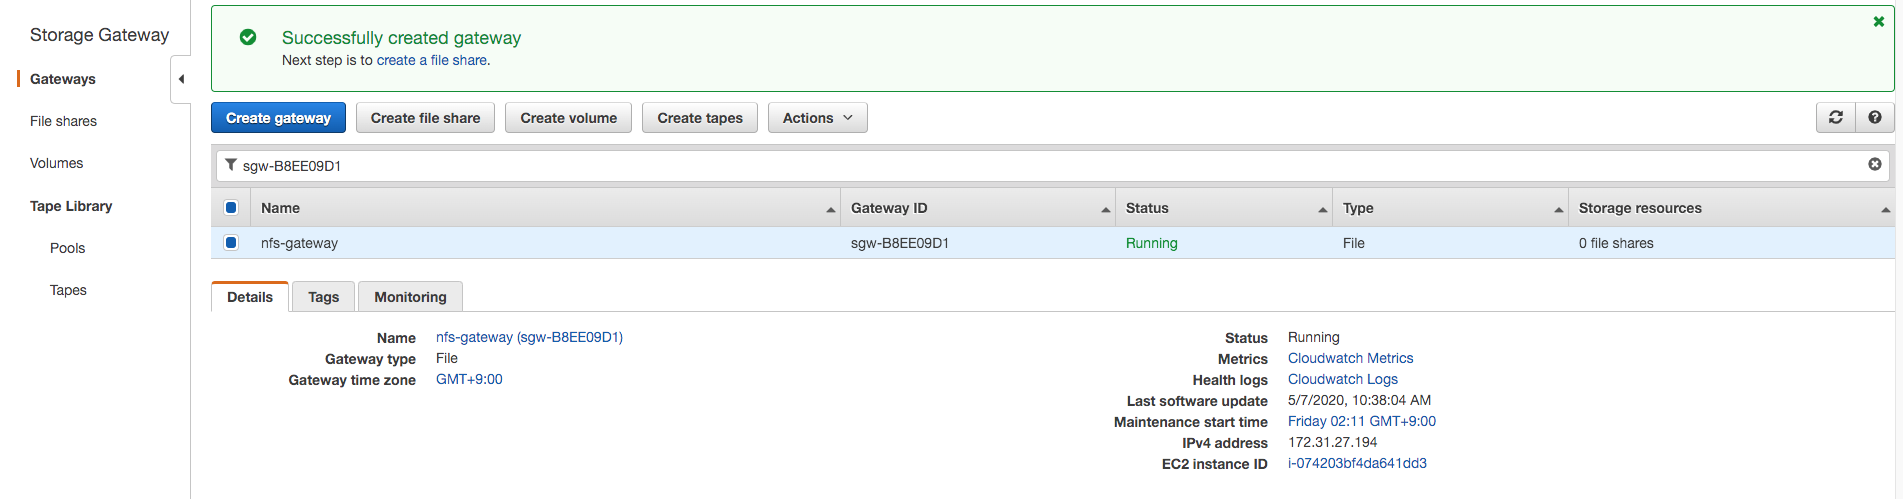 Storage Gateway
Gateways
File shares
Volumes
Tape Library
Pools
Tapes
Successfully created gateway
Next step is to create a file share.
Create gateway Create file share Create volume Create tapes Actions
sgw-B8EE09D1
Name Gateway ID Status Type Storage resources
nfs-gateway sgw-B8EE09D1 Running File 0 file shares
Details Tags Monitoring
Name nfs-gateway (sgw-B8EE09D1)
Gateway type File
Gateway time zone GMT+9:00
Status Running
Metrics Cloudwatch Metrics
Health logs Cloudwatch Logs
Last software update 5/7/2020, 10:38:04 AM
Maintenance start time Friday 02:11 GMT+9:00
IPv4 address 172.31.27.194
EC2 instance ID i-074203bf4da641dd3